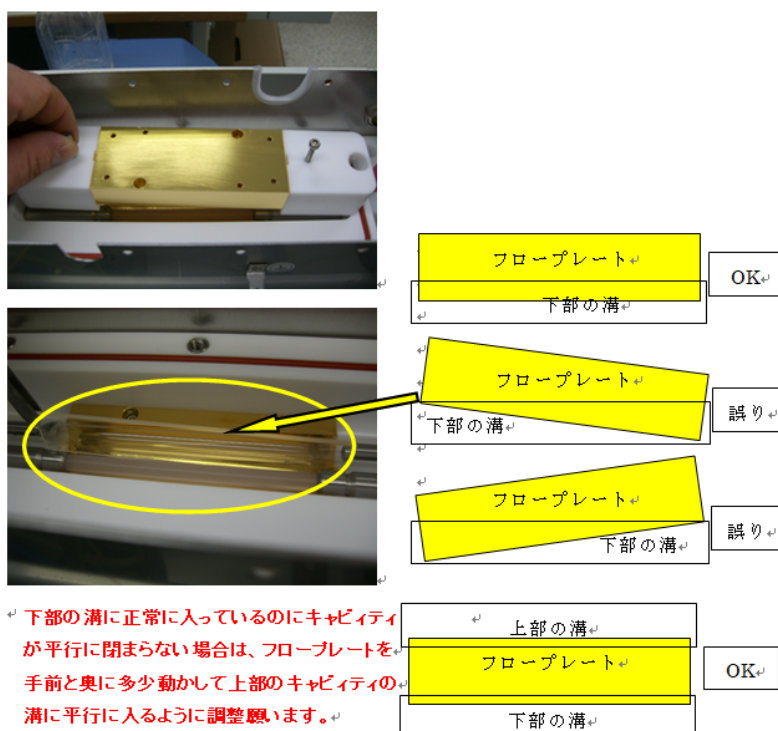 フロープレート
OK
下部の溝
フロープレート
誤り
下部の溝
フロープレート
誤り
下部の溝
下部の溝に正常に入っているのにキャビィティ
が平行に閉まらない場合は、フロープレートを
手前と奥に多少動かして上部のキャビィティの
溝に平行に入るように調整願います。
上部の溝
フロープレート
OK
下部の溝